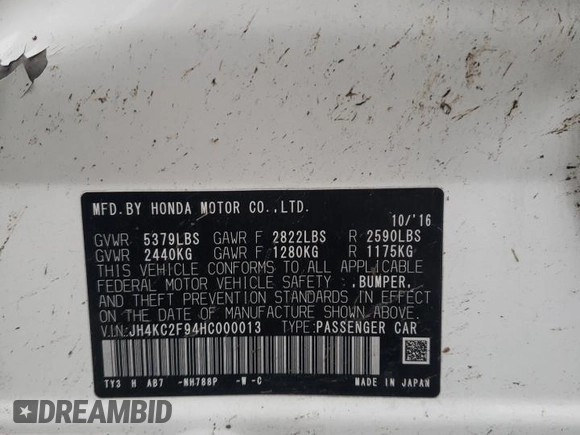 MFD.BY HONDA MOTOR CO.,LTD.
10/'16
GVWR 5379LBS GAWR F 2822LBS R 2590LBS
GVWR 2440KG GAWR F 1280KG R 1175KG
THIS VEHICLE CONFORMS TO ALL APPLICABLE
FEDERAL MOTOR VEHICLE SAFETY ,BUMPER,
AND THEFT PREVENTION STANDARDS IN EFFECT
ON THE DATE OF MANUFACTURE SHOWN ABOVE.
V.I.N:JH4KC2F94HC000013 TYPE:PASSENGER CAR
TY3 H AB7 -NH788P -W -C
MADE IN JAPAN
DREAMBID